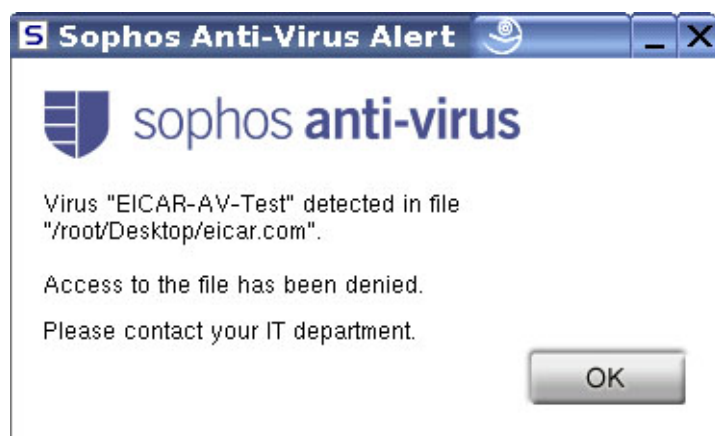 S Sophos Anti-Virus Alert
sophos anti-virus
Virus "EICAR-AV-Test" detected in file
"/root/Desktop/eicar.com".
Access to the file has been denied.
Please contact your IT department.
OK